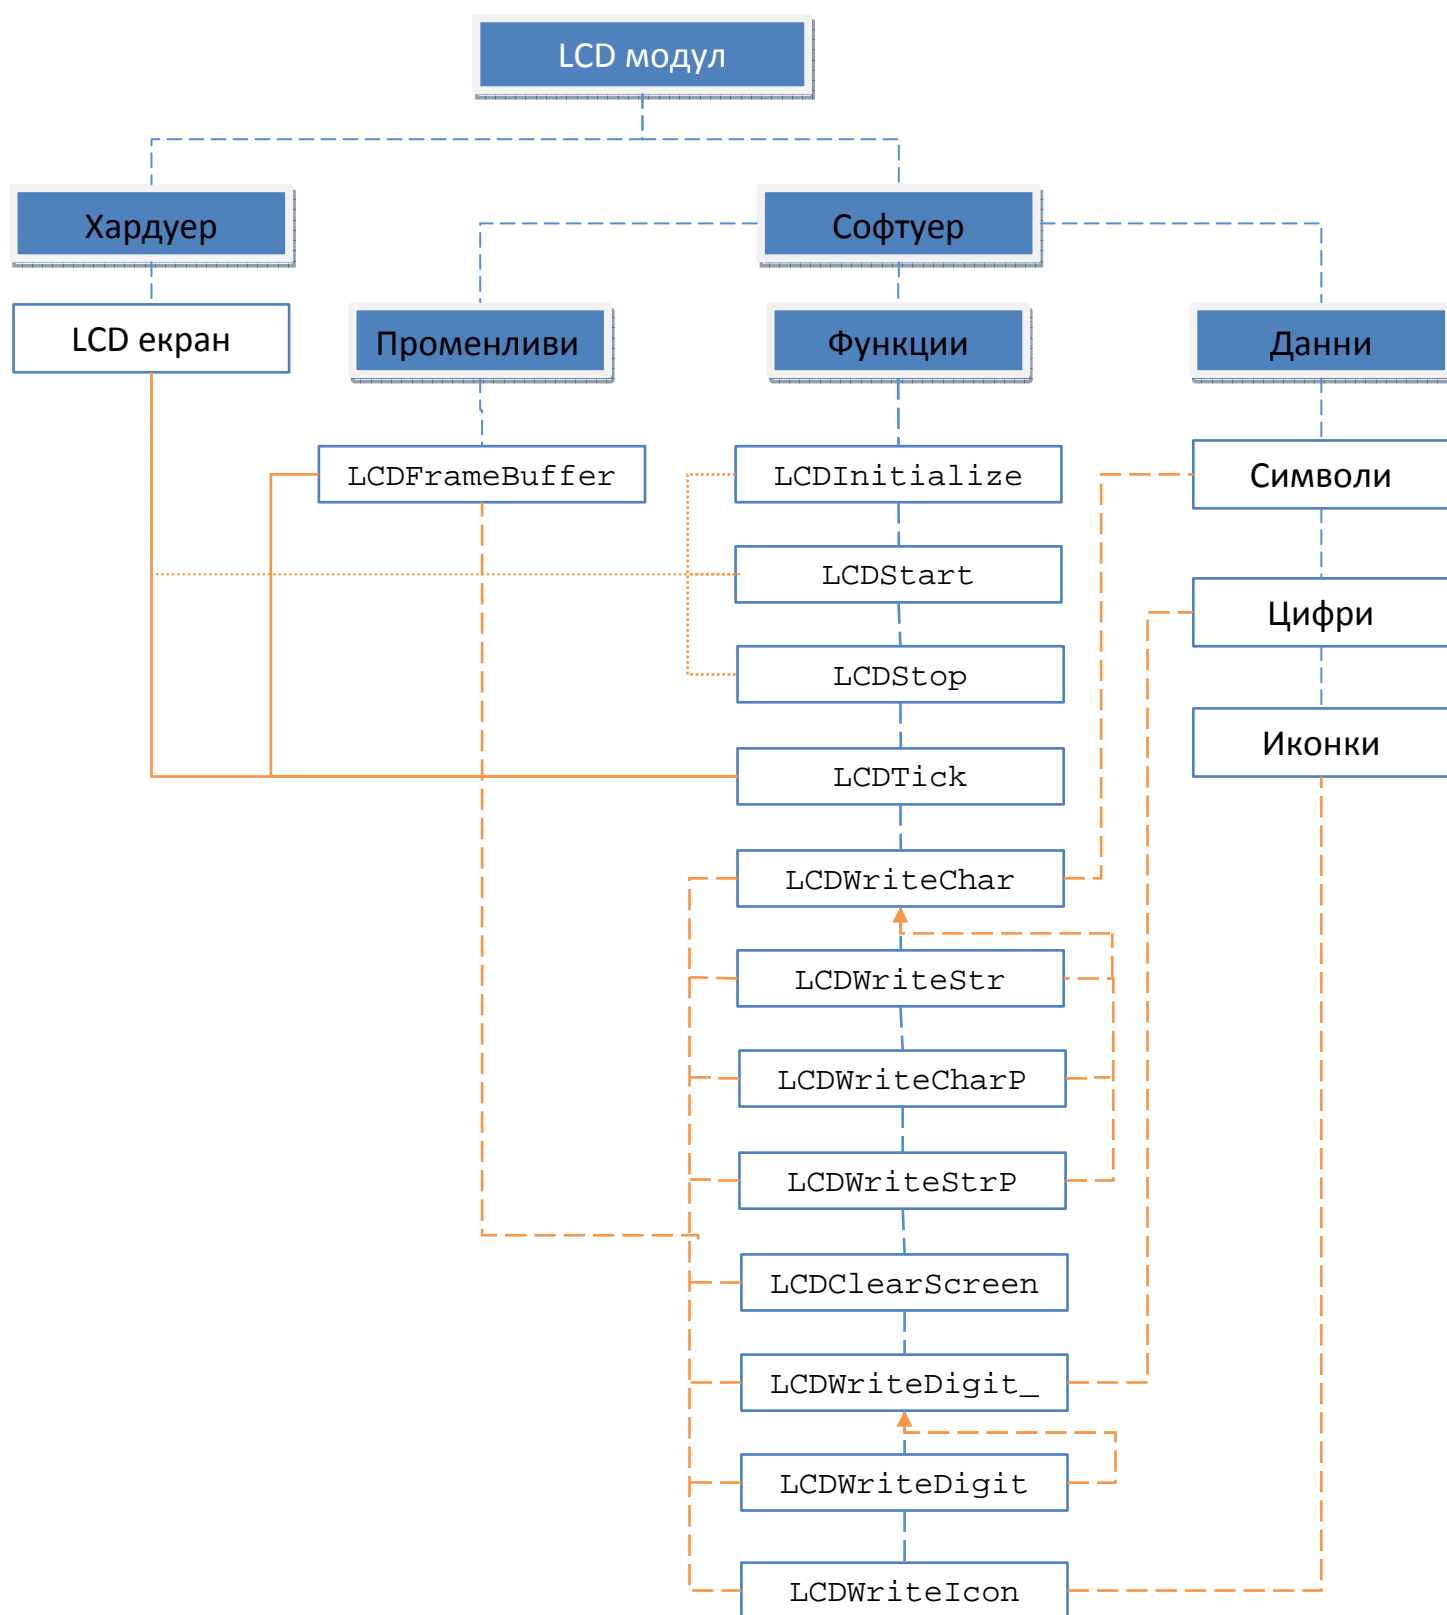 LCD модул
Хардуер
Софтуер
LCD екран
Променливи
Функции
Данни
LCDFrameBuffer
LCDInitialize
Символи
LCDStart
Цифри
LCDStop
Иконки
LCDTick
LCDWriteChar
LCDWriteStr
LCDWriteCharP
LCDWriteStrP
LCDClearScreen
LCDWriteDigit_
LCDWriteDigit
LCDWriteIcon